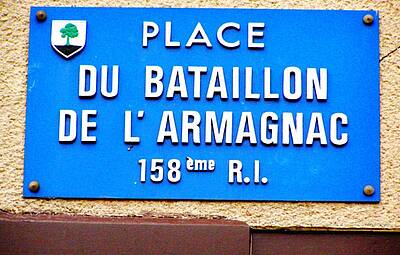 PLACE
DU BATAILLON
DE L'ARMAGNAC
158ème R.I.